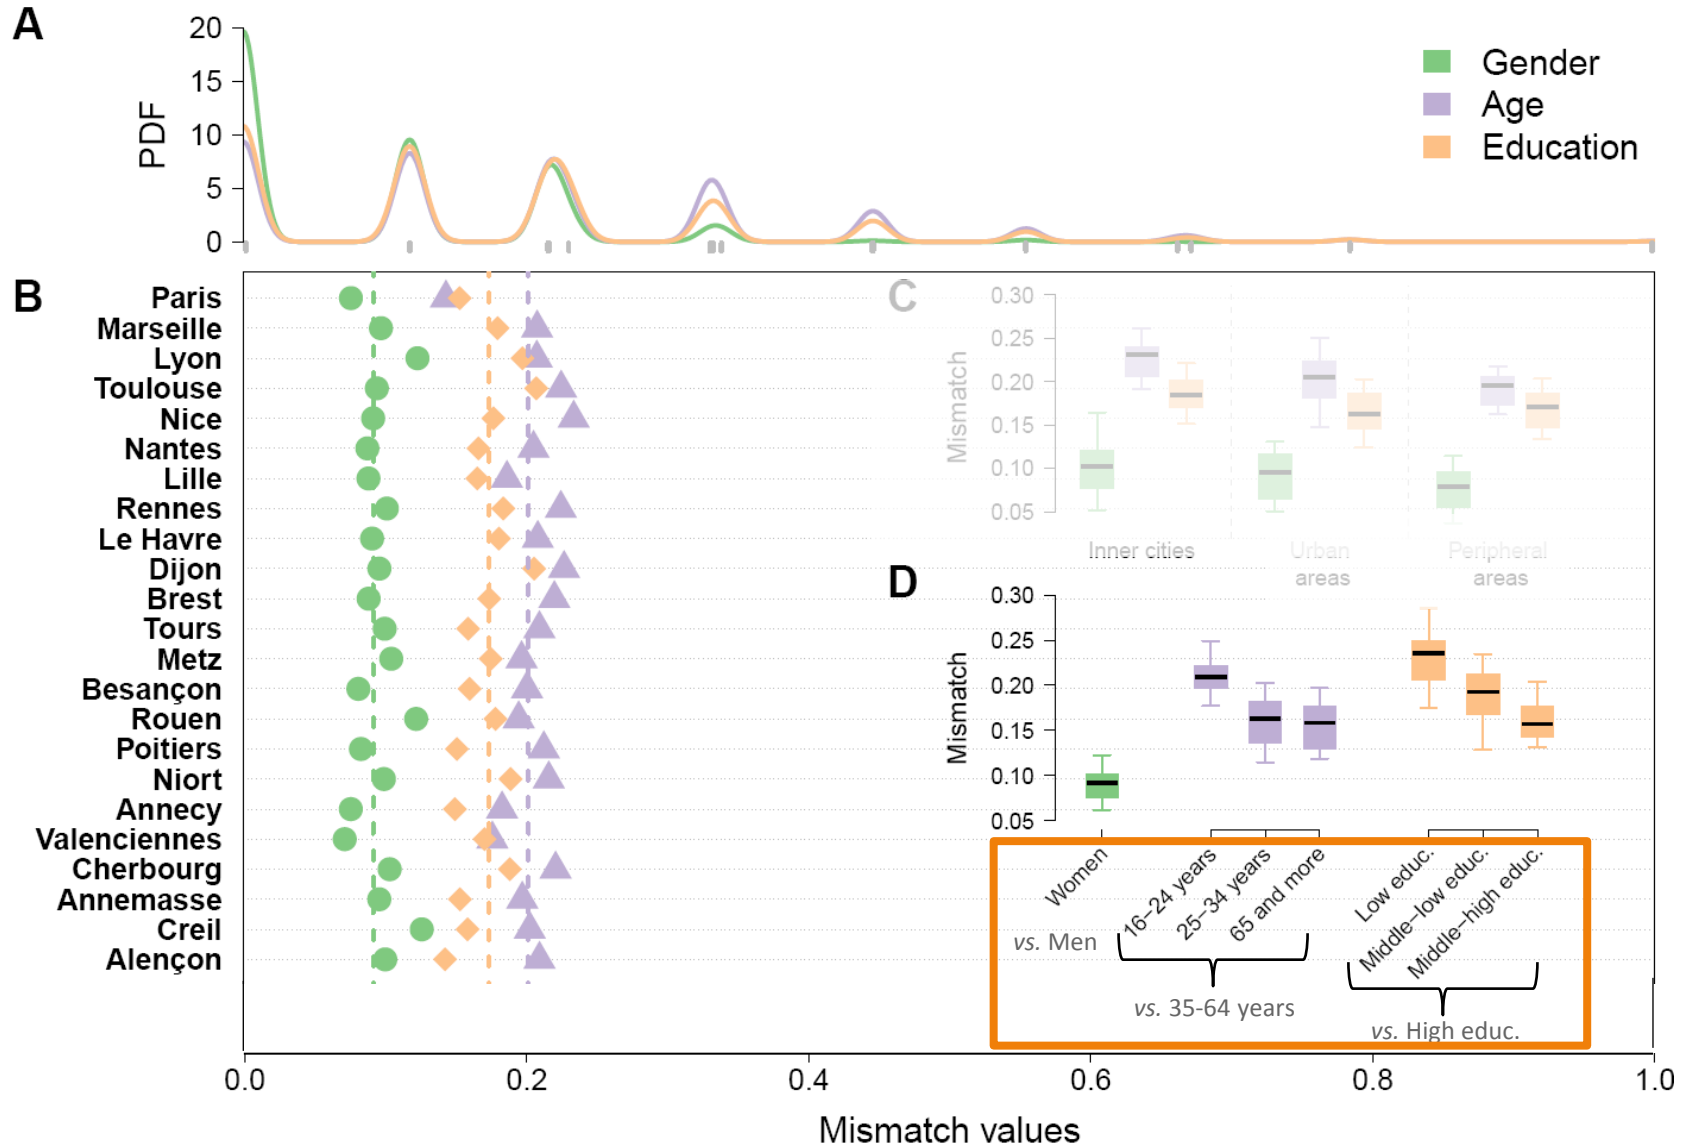 A
20
15
10
5
0
PDF
Gender
Age
Education
B
Paris
Marseille
Lyon
Toulouse
Nice
Nantes
Lille
Rennes
Le Havre
Dijon
Brest
Tours
Metz
Besançon
Rouen
Poitiers
Niort
Annecy
Valenciennes
Cherbourg
Annemasse
Creil
Alençon
C
0.30
0.25
0.20
0.15
0.10
0.05
Mismatch
Inner cities
Urban
areas
Peripheral
areas
D
0.30
0.25
0.20
0.15
0.10
0.05
Mismatch
Women
16−24 years
25−34 years
65 and more
Low educ.
Middle−low educ.
Middle−high educ.
vs. Men
vs. 35-64 years
vs. High educ.
0.0 0.2 0.4 0.6 0.8 1.0
Mismatch values